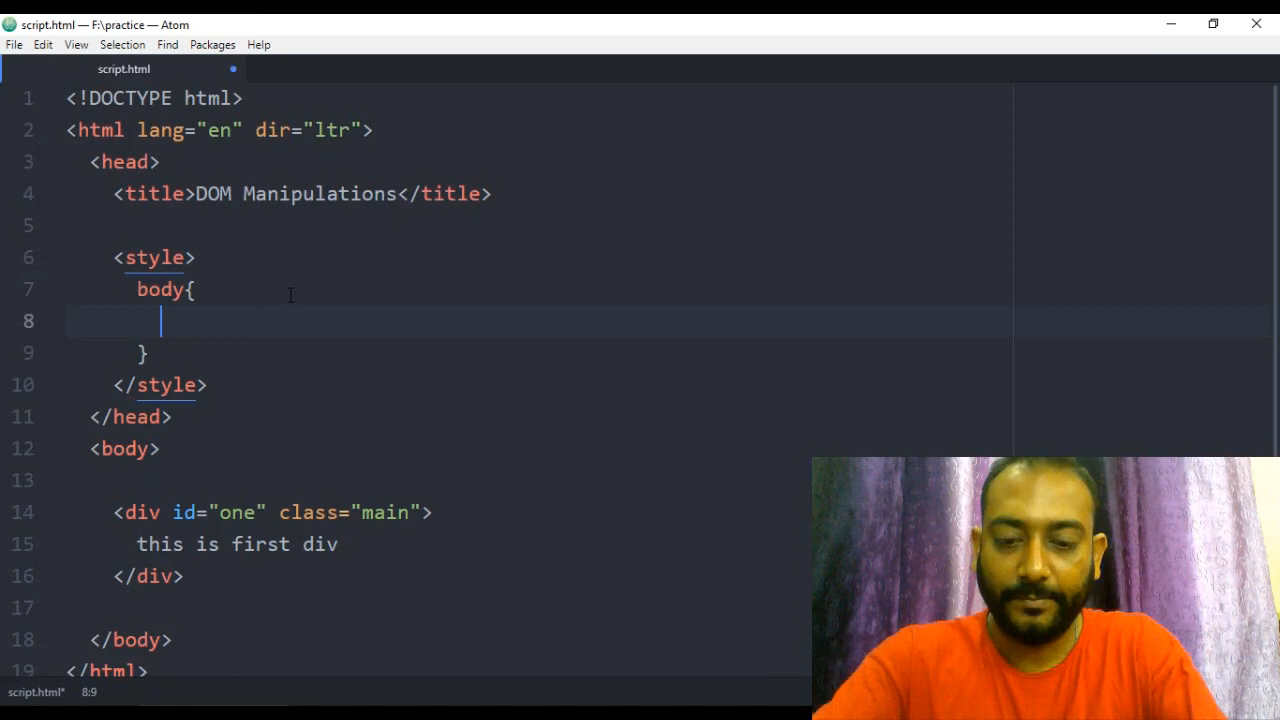 script.html — F:\practice — Atom
File Edit View Selection Find Packages Help
script.html
1 <!DOCTYPE html>
2 <html lang="en" dir="ltr">
3 <head>
4 <title>DOM Manipulations</title>
5
6 <style>
7 body{
8
9 }
10 </style>
11 </head>
12 <body>
13
14 <div id="one" class="main">
15 this is first div
16 </div>
17
18 </body>
19 </html>
script.html* 8:9